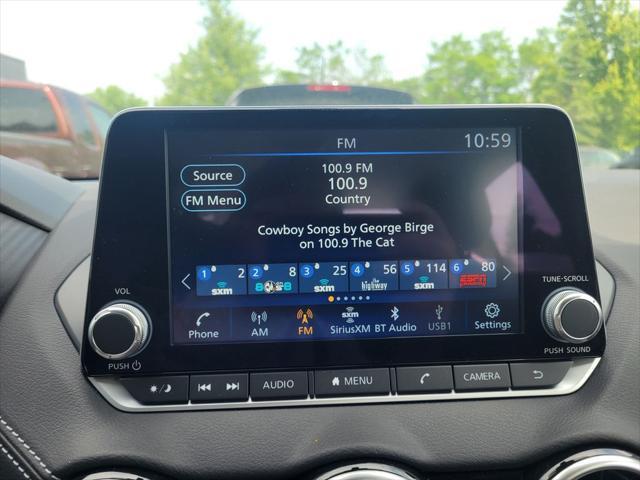 FM
10:59
Source
FM Menu
100.9 FM
100.9
Country
Cowboy Songs by George Birge
on 100.9 The Cat
1 2 2 8 3 25 4 56 5 114 6 80
sxm sxm highway sxm ESPN
Phone AM FM SiriusXM BT Audio USB1 Settings
sxm
VOL
PUSH
TUNE·SCROLL
PUSH SOUND
AUDIO MENU CAMERA